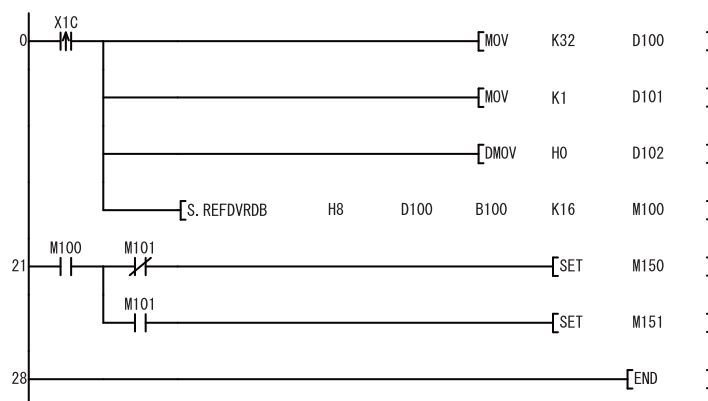 X1C
0 MOV K32 D100
MOV K1 D101
DMOV H0 D102
S.REFDVRDB H8 D100 B100 K16 M100
M100 M101
21 SET M150
M101
SET M151
28 END